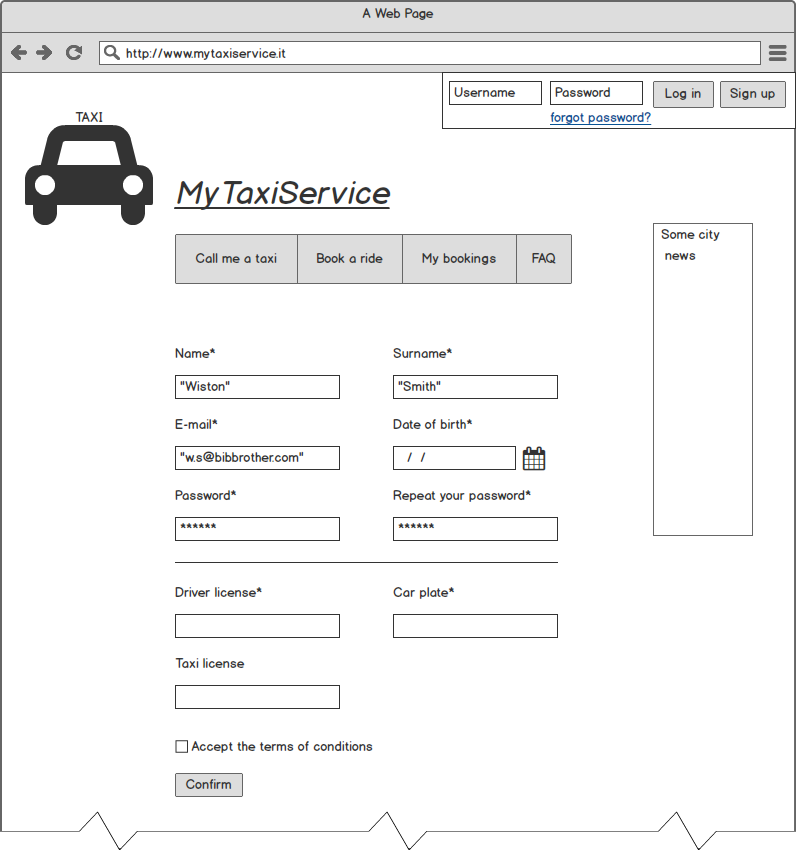 A Web Page
http://www.mytaxiservice.it
Username Password Log in Sign up
forgot password?
TAXI
MyTaxiService
Call me a taxi Book a ride My bookings FAQ
Some city
news
Name* Surname*
"Wiston" "Smith"
E-mail* Date of birth*
"w.s@bibbrother.com" / /
Password* Repeat your password*
****** ******
Driver license* Car plate*
Taxi license
Accept the terms of conditions
Confirm